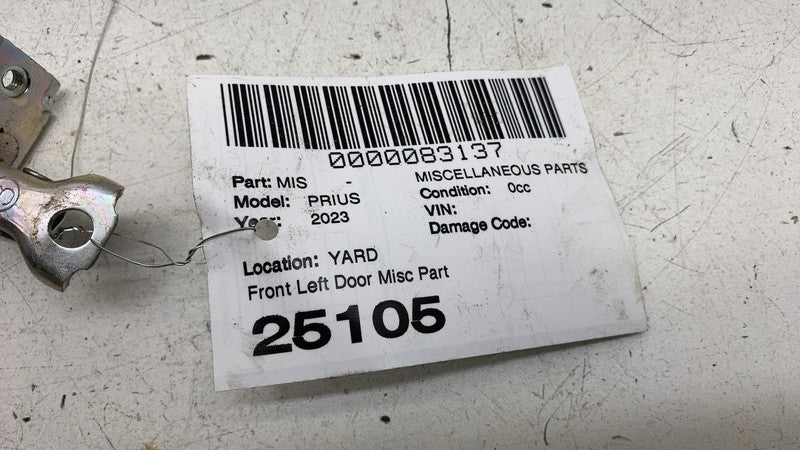 0000083137
Part: MIS - MISCELLANEOUS PARTS
Model: PRIUS Condition: 0cc
Year: 2023 VIN:
Damage Code:
Location: YARD
Front Left Door Misc Part
25105